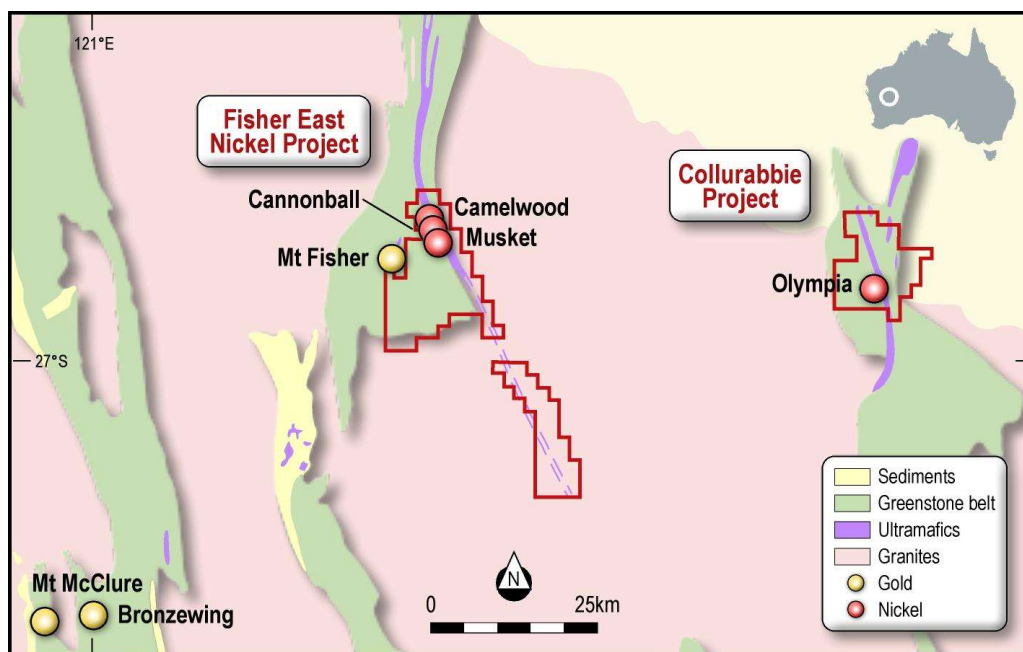 121°E
Fisher East
Nickel Project
Cannonball
Camelwood
Musket
Mt Fisher
Collurabbie
Project
Olympia
27°S
Mt McClure
Bronzewing
N
0 25km
Sediments
Greenstone belt
Ultramafics
Granites
Gold
Nickel